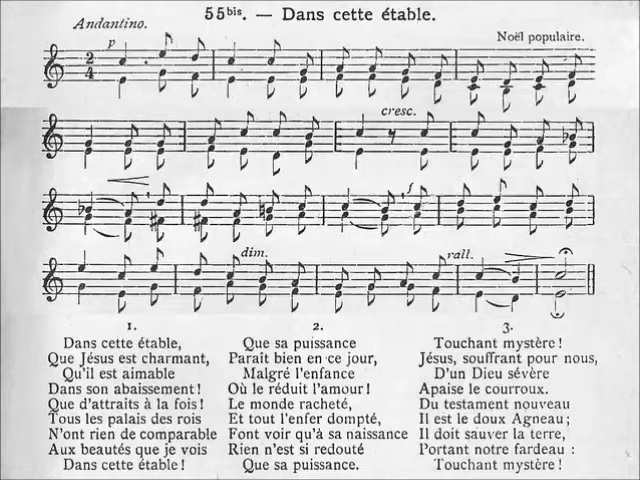 55bis. — Dans cette étable.
Andantino.
Noël populaire.
p
2
4
cresc.
f
dim.
rall.
1.
Dans cette étable,
Que Jésus est charmant,
Qu'il est aimable
Dans son abaissement !
Que d'attraits à la fois !
Tous les palais des rois
N'ont rien de comparable
Aux beautés que je vois
Dans cette étable !
2.
Que sa puissance
Paraît bien en ce jour,
Malgré l'enfance
Où le réduit l'amour !
Le monde racheté,
Et tout l'enfer dompté,
Font voir qu'à sa naissance
Rien n'est si redouté
Que sa puissance.
3.
Touchant mystère !
Jésus, souffrant pour nous,
D'un Dieu sévère
Apaise le courroux.
Du testament nouveau
Il est le doux Agneau ;
Il doit sauver la terre,
Portant notre fardeau :
Touchant mystère !